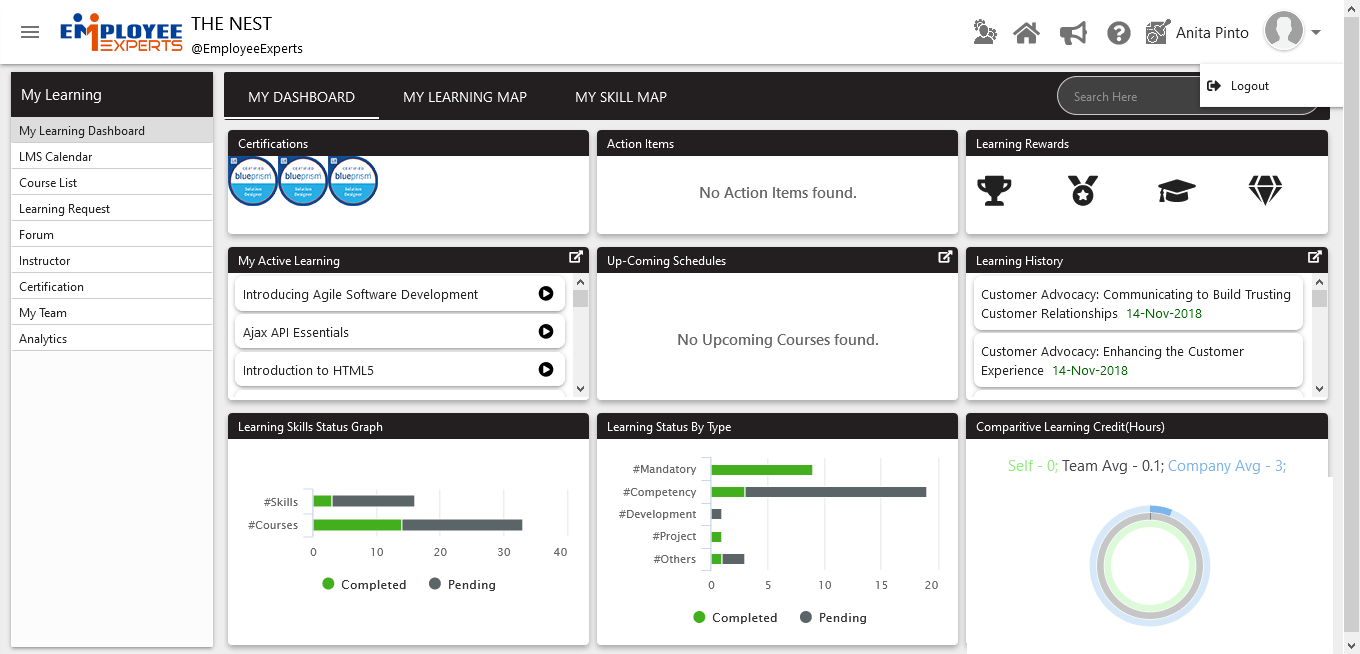 EMPLOYEE
EXPERTS
THE NEST
@EmployeeExperts
Anita Pinto
Logout
My Learning
My Learning Dashboard
LMS Calendar
Course List
Learning Request
Forum
Instructor
Certification
My Team
Analytics
MY DASHBOARD
MY LEARNING MAP
MY SKILL MAP
Search Here
Certifications
CERTIFIED
blueprism
Solution
Designer
CERTIFIED
blueprism
Solution
Designer
CERTIFIED
blueprism
Solution
Designer
Action Items
No Action Items found.
Learning Rewards
My Active Learning
Introducing Agile Software Development
Ajax API Essentials
Introduction to HTML5
Up-Coming Schedules
No Upcoming Courses found.
Learning History
Customer Advocacy: Communicating to Build Trusting
Customer Relationships 14-Nov-2018
Customer Advocacy: Enhancing the Customer
Experience 14-Nov-2018
Learning Skills Status Graph
#Skills
#Courses
0 10 20 30 40
Completed Pending
Learning Status By Type
#Mandatory
#Competency
#Development
#Project
#Others
0 5 10 15 20
Completed Pending
Comparitive Learning Credit(Hours)
Self - 0; Team Avg - 0.1; Company Avg - 3;